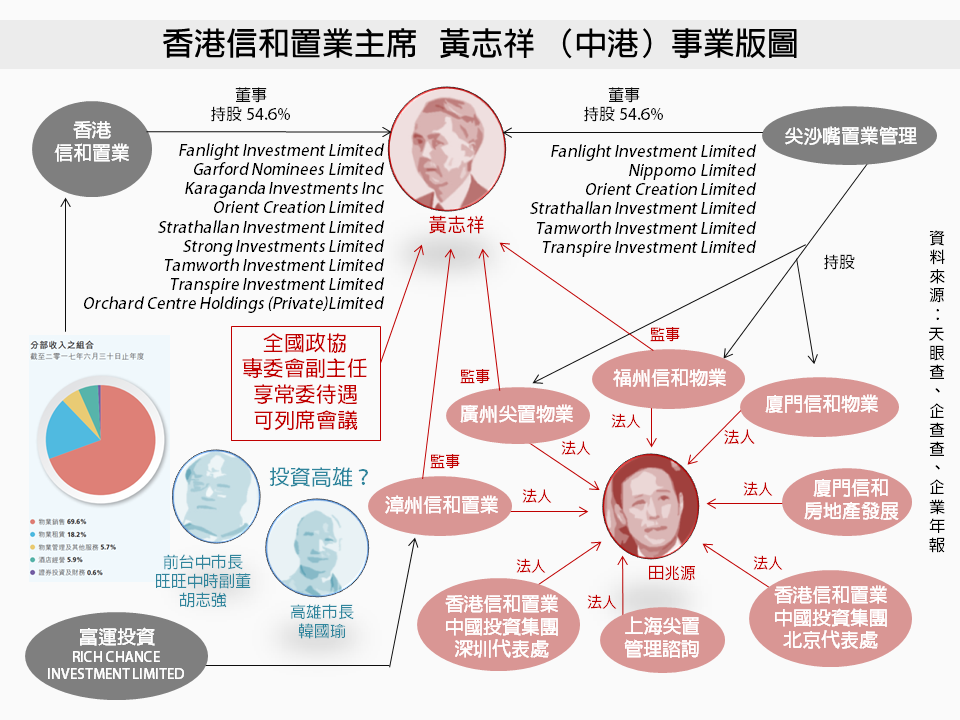 香港信和置業主席 黃志祥 （中港）事業版圖
香港
信和置業
董事
持股 54.6%
Fanlight Investment Limited
Garford Nominees Limited
Karaganda Investments Inc
Orient Creation Limited
Strathallan Investment Limited
Strong Investments Limited
Tamworth Investment Limited
Transpire Investment Limited
Orchard Centre Holdings (Private)Limited
黃志祥
董事
持股 54.6%
Fanlight Investment Limited
Nippomo Limited
Orient Creation Limited
Strathallan Investment Limited
Tamworth Investment Limited
Transpire Investment Limited
尖沙嘴置業管理
持股
資料來源：天眼查、企查查、企業年報
分部收入之組合
截至二零一七年六月三十日止年度
物業銷售 69.6%
物業租賃 18.2%
物業管理及其他服務 5.7%
酒店經營 5.9%
證券投資及財務 0.6%
全國政協
專委會副主任
享常委待遇
可列席會議
監事
福州信和物業
監事
廣州尖置物業
廈門信和物業
法人
法人
法人
監事
漳州信和置業
法人
法人
廈門信和
房地產發展
投資高雄？
前台中市長
旺旺中時副董
胡志強
高雄市長
韓國瑜
田兆源
法人
香港信和置業
中國投資集團
深圳代表處
法人
上海尖置
管理諮詢
法人
香港信和置業
中國投資集團
北京代表處
富運投資
RICH CHANCE
INVESTMENT LIMITED